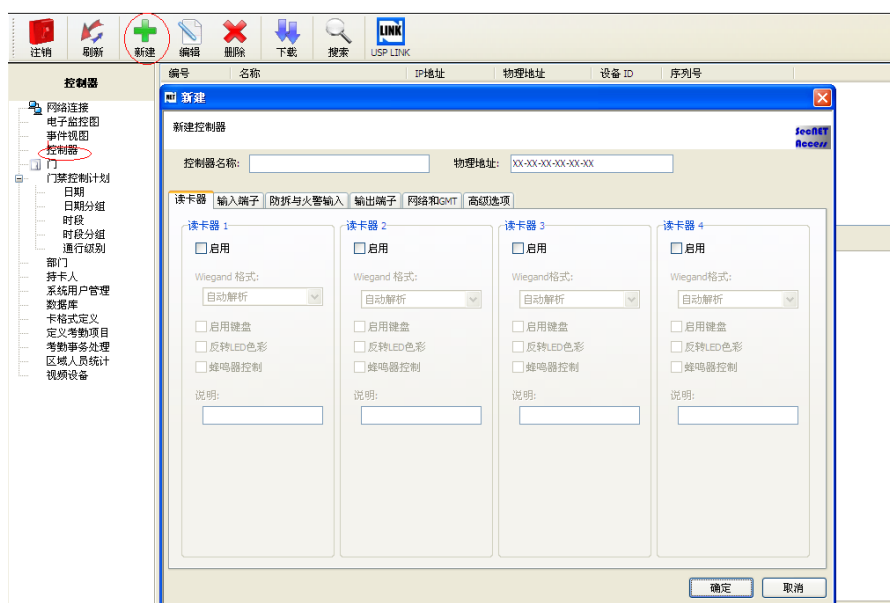 注销 刷新 新建 编辑 删除 下载 搜索 USP LINK
LINK
控制器
编号 名称 IP地址 物理地址 设备 ID 序列号
网络连接
电子监控图
事件视图
控制器
门
门禁控制计划
日期
日期分组
时段
时段分组
通行级别
部门
持卡人
系统用户管理
数据库
卡格式定义
定义考勤项目
考勤事务处理
区域人员统计
视频设备
NET 新建
新建控制器
SecNET
Access
控制器名称: 物理地址: XX-XX-XX-XX-XX-XX
读卡器 输入端子 防拆与火警输入 输出端子 网络和GMT 高级选项
读卡器 1 读卡器 2 读卡器 3 读卡器 4
启用 启用 启用 启用
Wiegand 格式: Wiegand 格式: Wiegand格式: Wiegand格式:
自动解析 自动解析 自动解析 自动解析
启用键盘 启用键盘 启用键盘 启用键盘
反转LED色彩 反转LED色彩 反转LED色彩 反转LED色彩
蜂鸣器控制 蜂鸣器控制 蜂鸣器控制 蜂鸣器控制
说明: 说明: 说明: 说明:
确定 取消